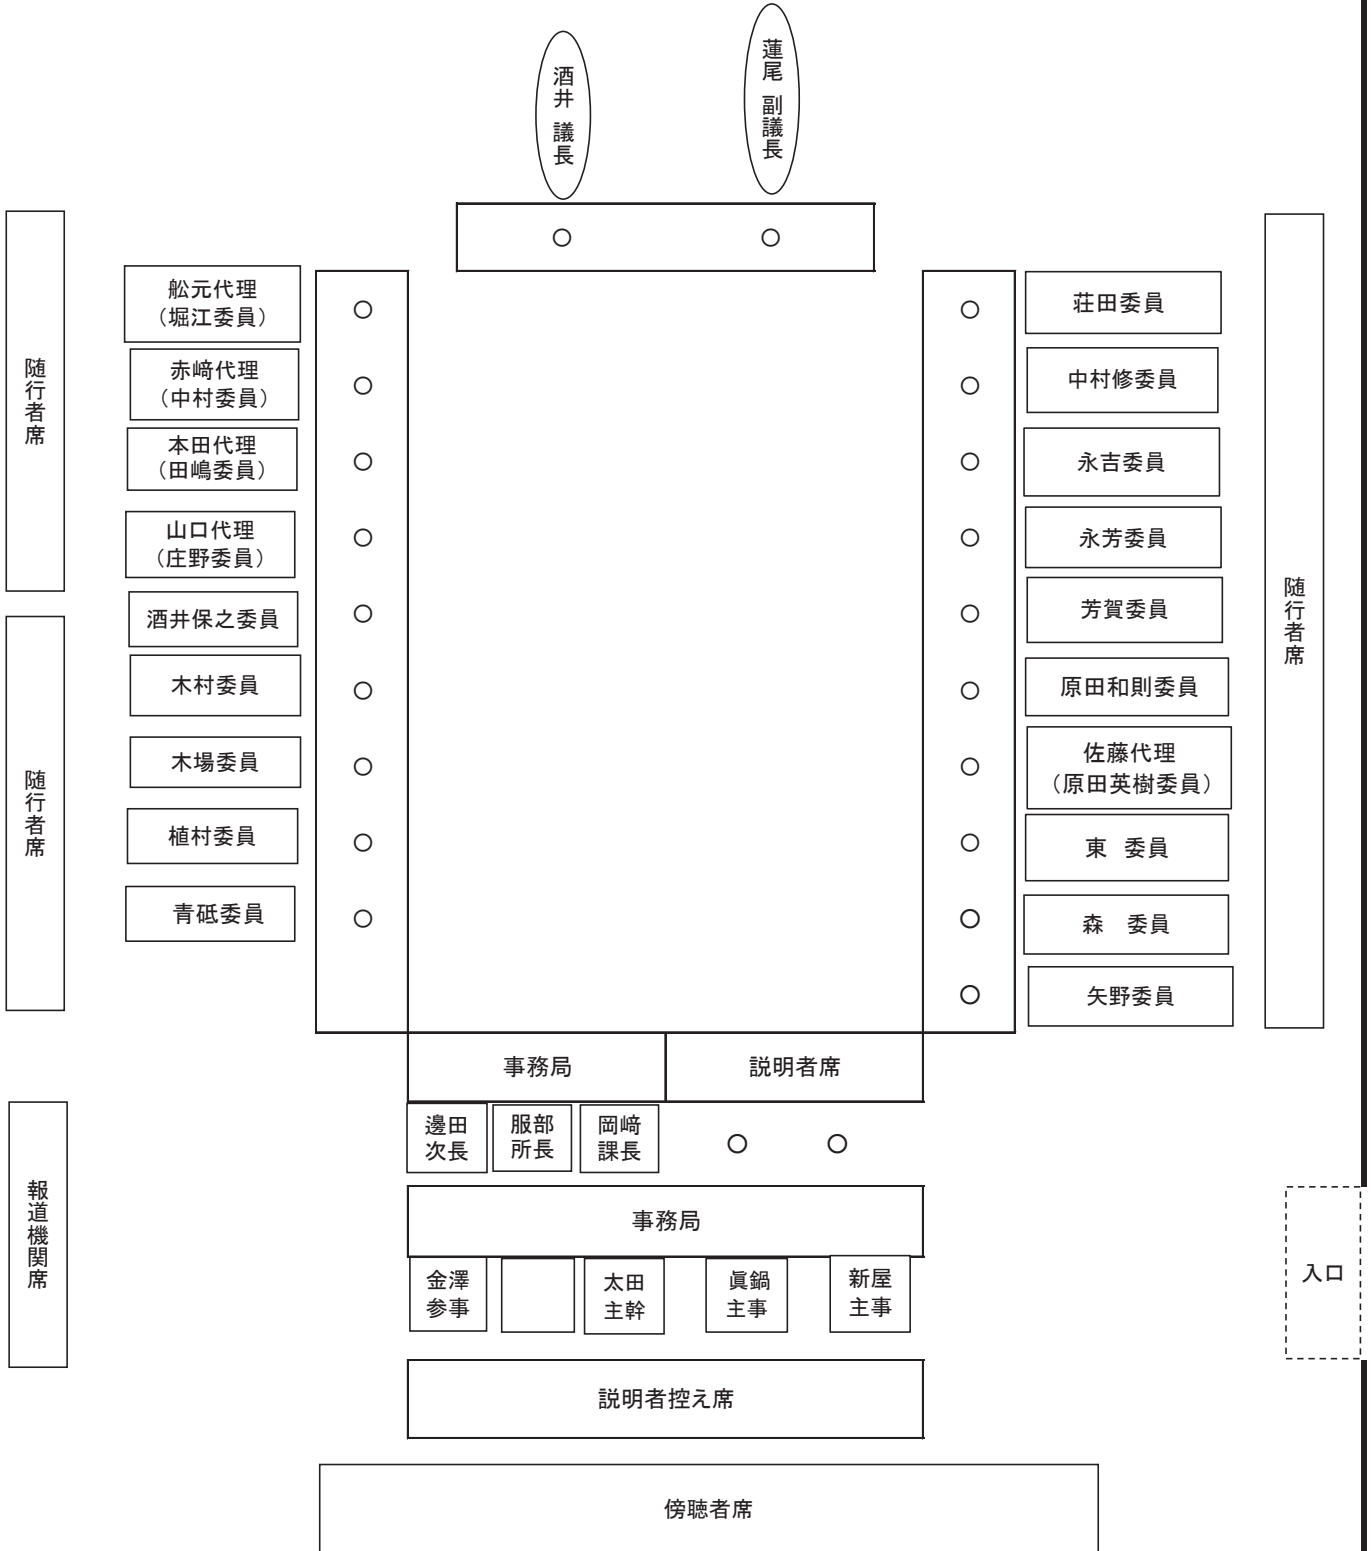 酒井 議長
蓮尾 副議長
随行者席
随行者席
舩元代理
（堀江委員）
赤﨑代理
（中村委員）
本田代理
（田嶋委員）
山口代理
（庄野委員）
酒井保之委員
木村委員
木場委員
植村委員
青砥委員
荘田委員
中村修委員
永吉委員
永芳委員
芳賀委員
原田和則委員
佐藤代理
（原田英樹委員）
東 委員
森　委員
矢野委員
随行者席
事務局
説明者席
邊田
次長
服部
所長
岡﨑
課長
報道機関席
事務局
金澤
参事
太田
主幹
眞鍋
主事
新屋
主事
入口
説明者控え席
傍聴者席